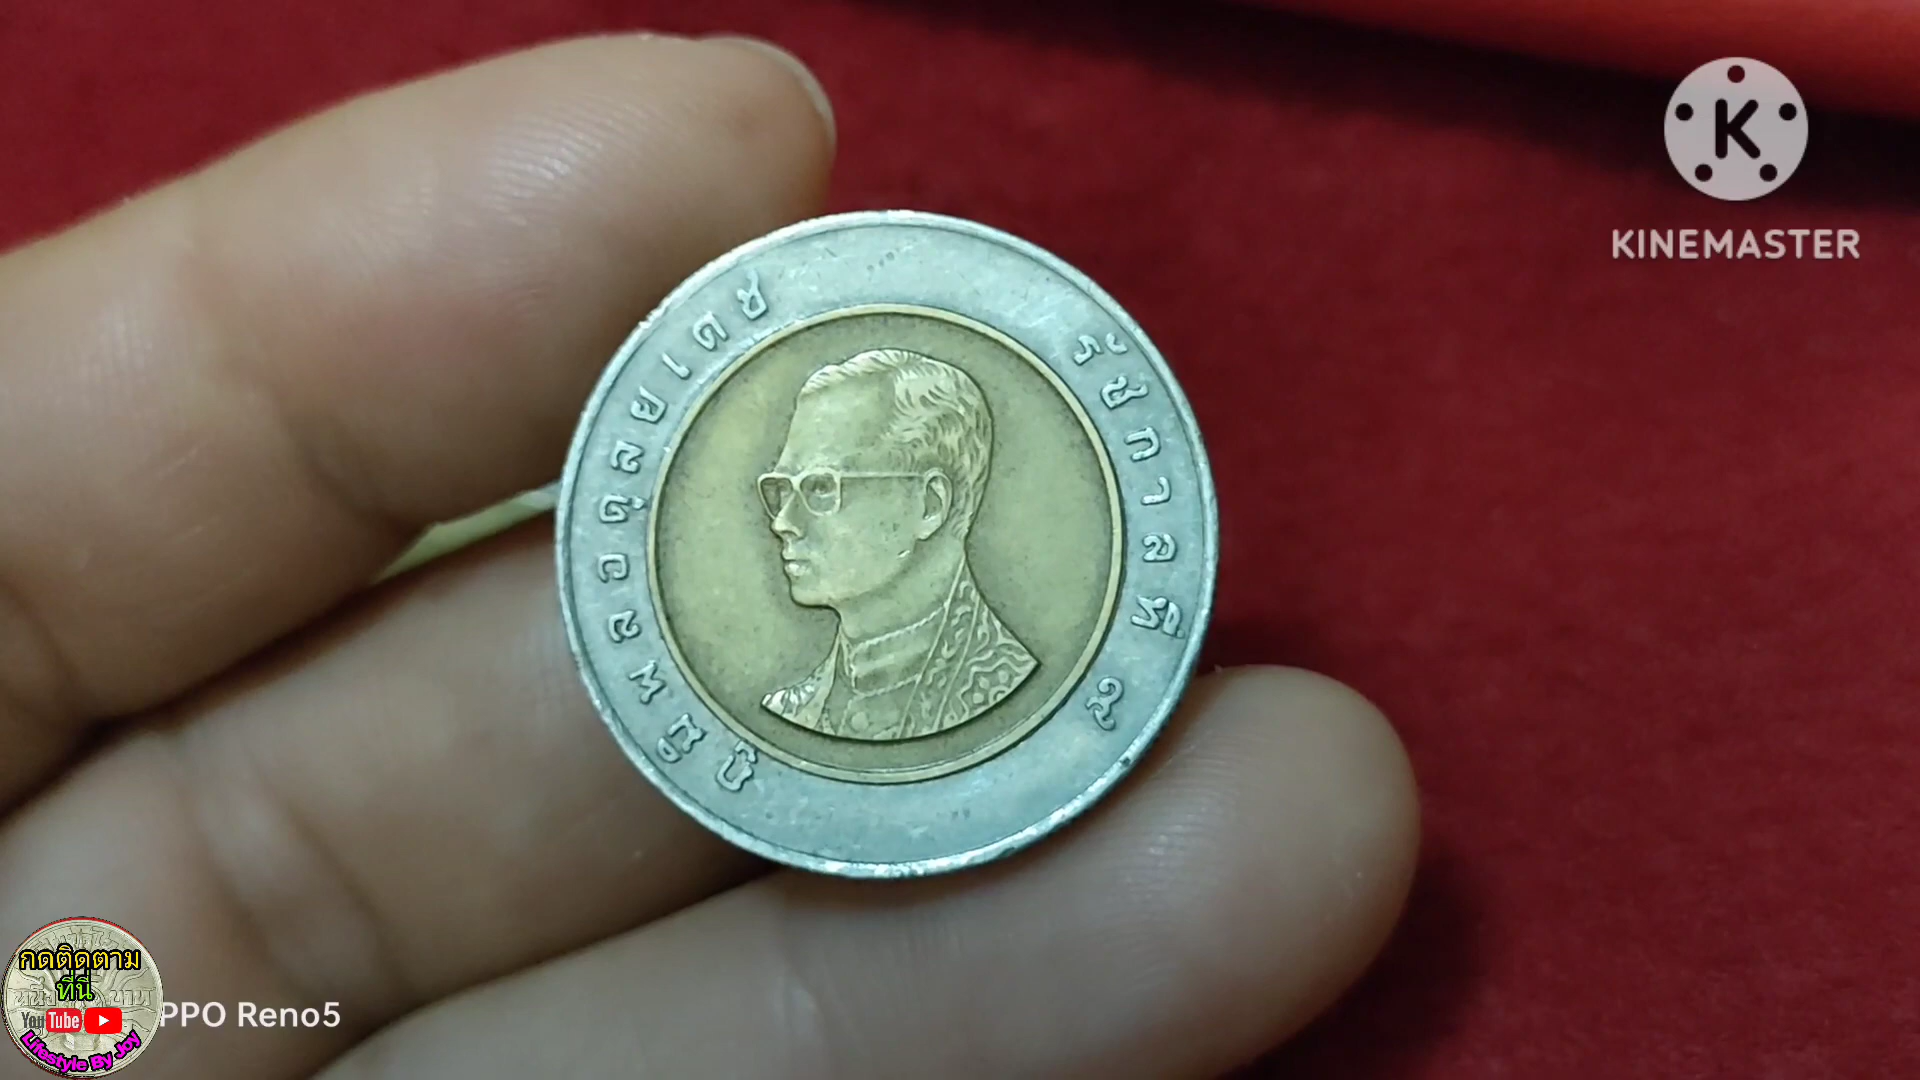 KINEMASTER
ภูมิพลอดุลยเดช
รัชกาลที่ ๙
กดติดตาม
ที่นี่
YouTube
Lifestyle By Joy
PPO Reno5